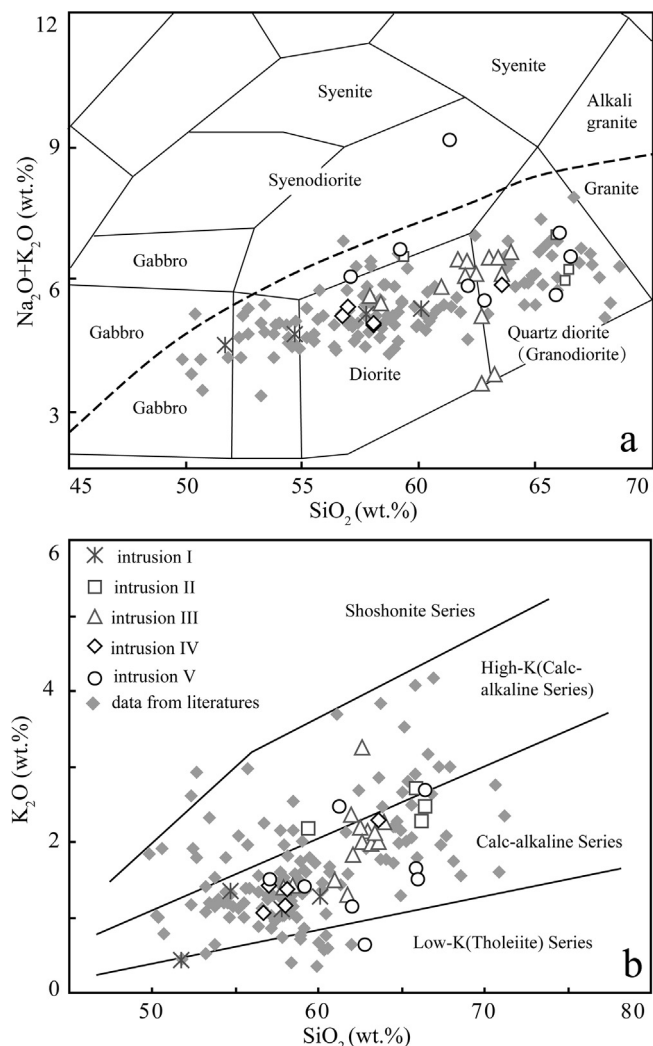 12
9
6
3
Na2O+K2O (wt.%)
Syenite
Syenite
Alkali
granite
Syenodiorite
Granite
Gabbro
Gabbro
Quartz diorite
(Granodiorite)
Diorite
Gabbro
a
45
50
55
60
65
70
SiO2 (wt.%)
6
4
2
0
K2O (wt.%)
intrusion I
intrusion II
intrusion III
intrusion IV
intrusion V
data from literatures
Shoshonite Series
High-K(Calc-
alkaline Series)
Calc-alkaline Series
Low-K(Tholeiite) Series
b
50
60
70
80
SiO2 (wt.%)